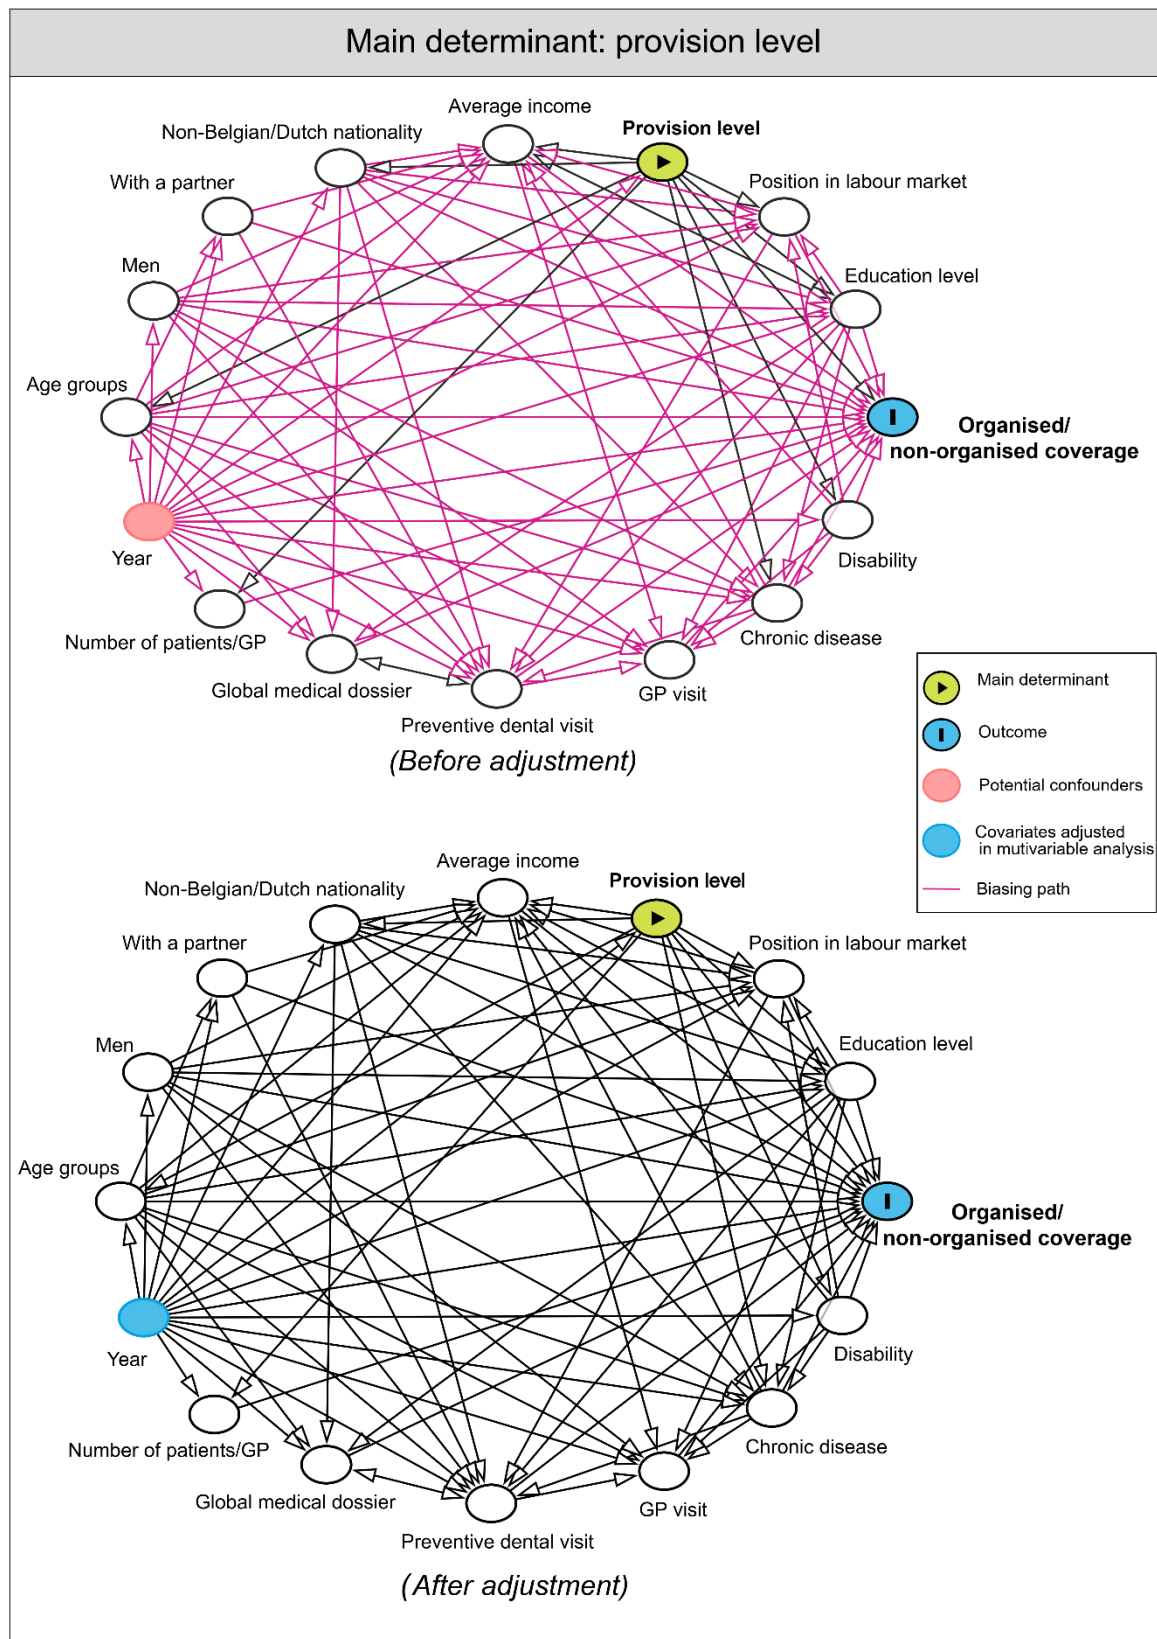 Main determinant: provision level
Average income
Provision level
Non-Belgian/Dutch nationality
With a partner
Position in labour market
Men
Education level
Age groups
Organised/
non-organised coverage
Year
Disability
Number of patients/GP
Chronic disease
Global medical dossier
GP visit
Preventive dental visit
(Before adjustment)
Main determinant
Outcome
Potential confounders
Covariates adjusted
in mutivariable analysis
Biasing path
Average income
Provision level
Non-Belgian/Dutch nationality
With a partner
Position in labour market
Men
Education level
Age groups
Organised/
non-organised coverage
Year
Disability
Number of patients/GP
Chronic disease
Global medical dossier
GP visit
Preventive dental visit
(After adjustment)